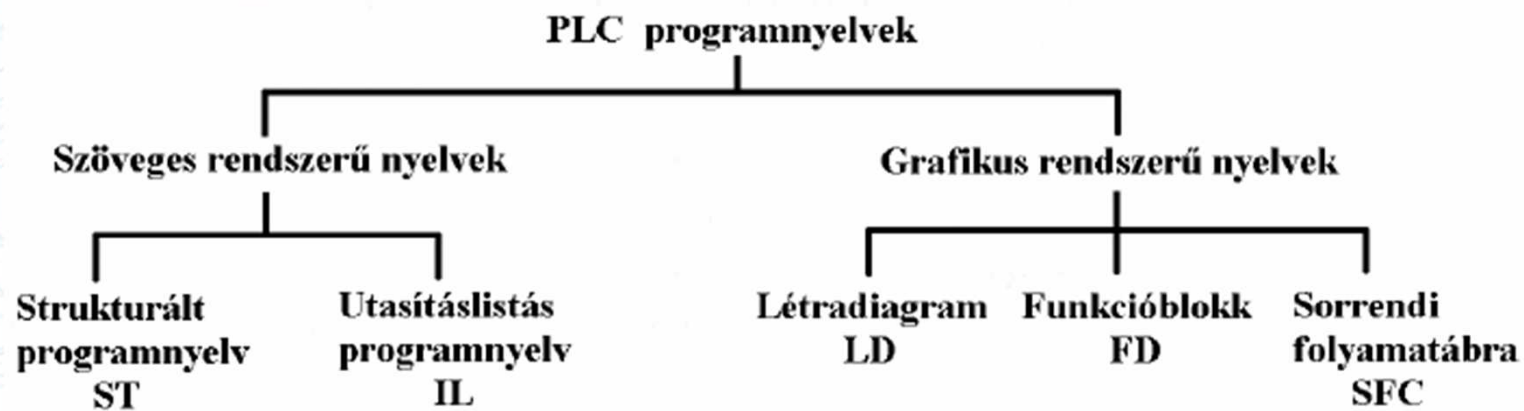 PLC programnyelvek
Szöveges rendszerű nyelvek
Grafikus rendszerű nyelvek
Strukturált
programnyelv
ST
Utasításlistás
programnyelv
IL
Létradiagram
LD
Funkcióblokk
FD
Sorrendi
folyamatábra
SFC